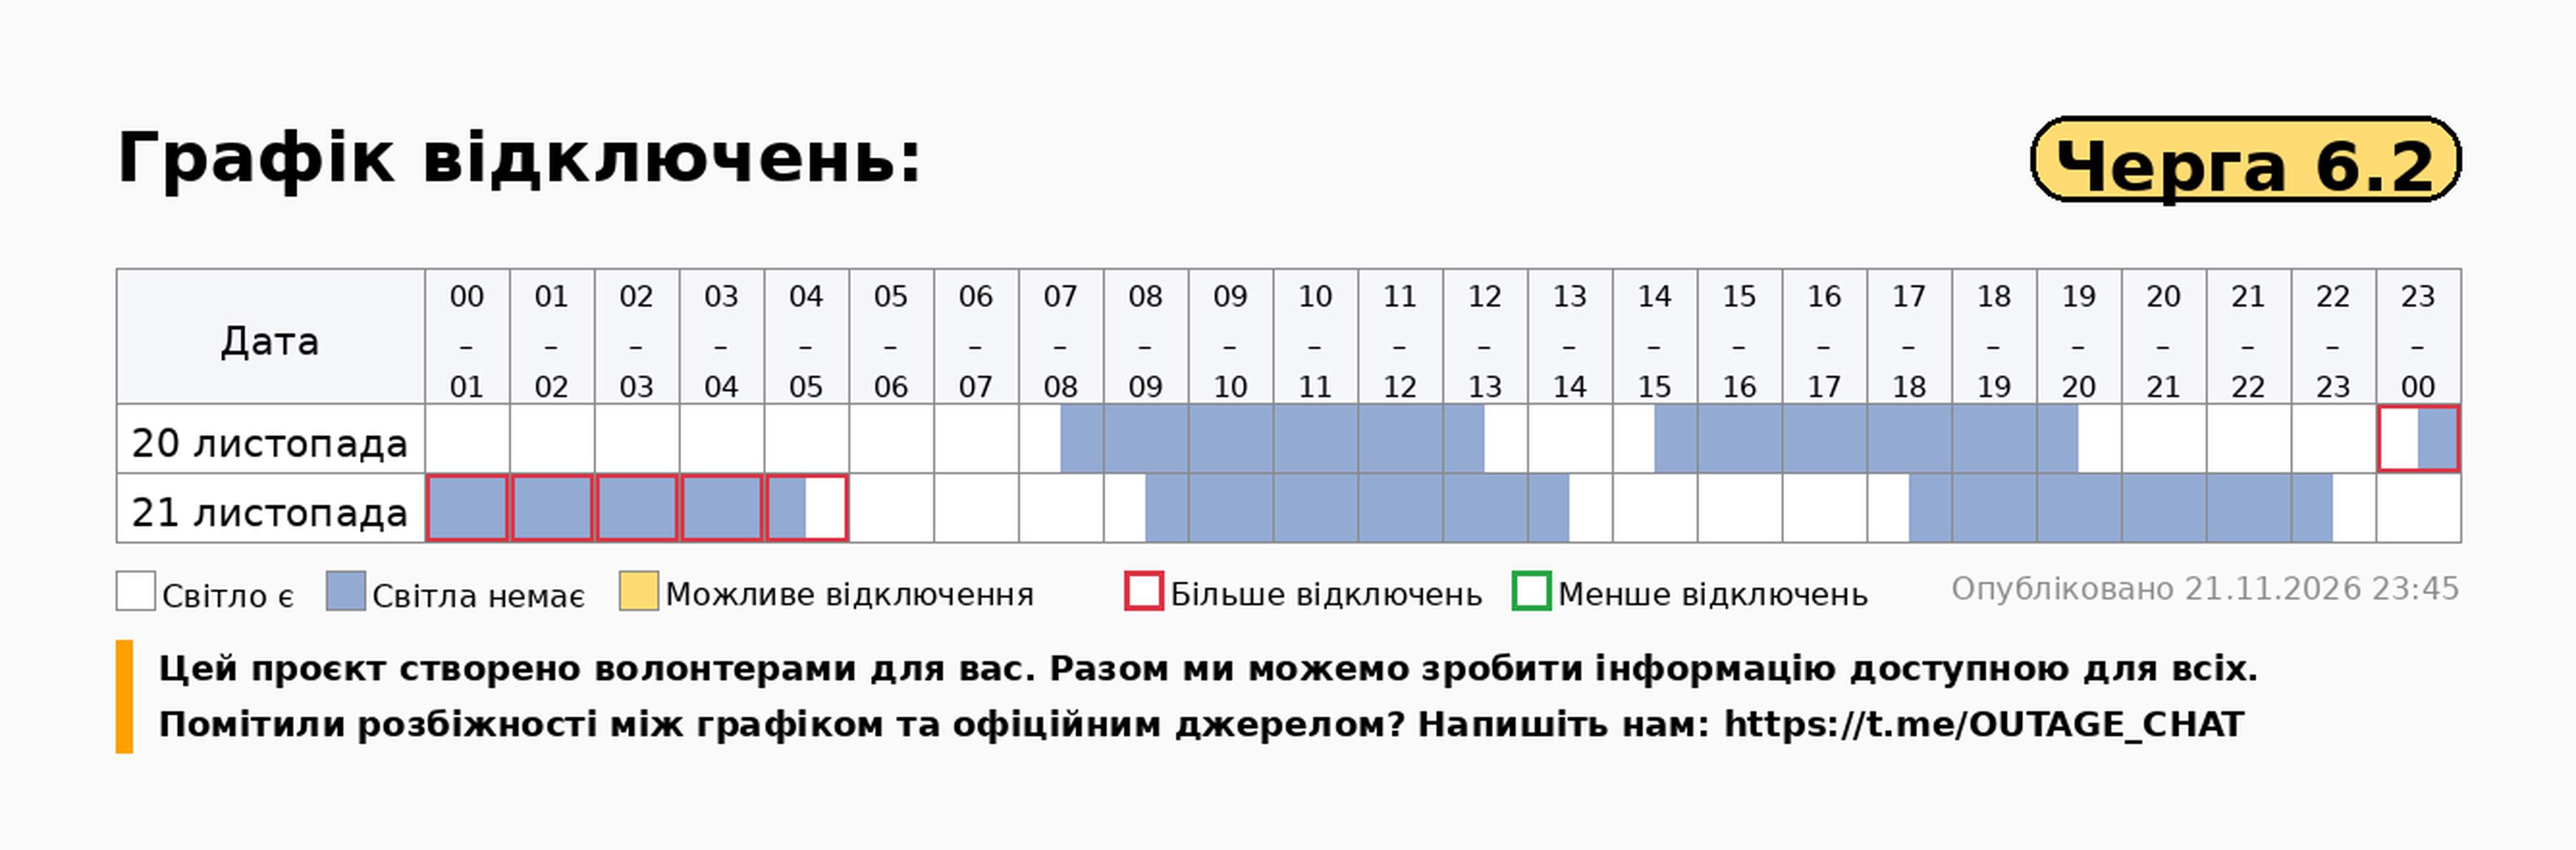 Графік відключень:
Черга 6.2
Дата
00 – 01
01 – 02
02 – 03
03 – 04
04 – 05
05 – 06
06 – 07
07 – 08
08 – 09
09 – 10
10 – 11
11 – 12
12 – 13
13 – 14
14 – 15
15 – 16
16 – 17
17 – 18
18 – 19
19 – 20
20 – 21
21 – 22
22 – 23
23 – 00
20 листопада
21 листопада
Світло є
Світла немає
Можливе відключення
Більше відключень
Менше відключень
Опубліковано 21.11.2026 23:45
Цей проєкт створено волонтерами для вас. Разом ми можемо зробити інформацію доступною для всіх.
Помітили розбіжності між графіком та офіційним джерелом? Напишіть нам: https://t.me/OUTAGE_CHAT